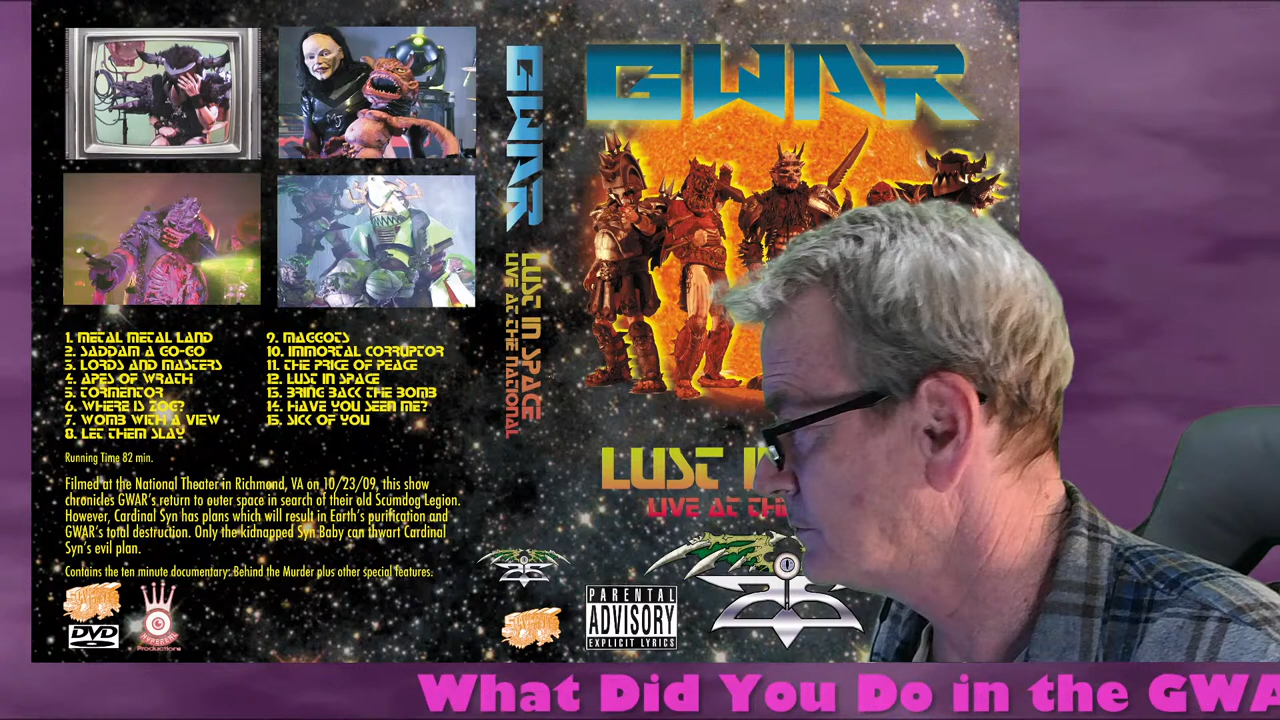 GWAR
1. METAL METAL LAND
2. SADDAM A GO-GO
3. LORDS AND MASTERS
4. APES OF WRATH
5. TORMENTOR
6. WHERE IS ZOG?
7. WOMB WITH A VIEW
8. LET THEM SLAY
9. MAGGOTS
10. IMMORTAL CORRUPTOR
11. THE PRICE OF PEACE
12. LUST IN SPACE
13. BRING BACK THE BOMB
14. HAVE YOU SEEN ME?
15. SICK OF YOU
Running Time 82 min.
Filmed at the National Theater in Richmond, VA on 10/23/09, this show
chronicles GWAR's return to outer space in search of their old Scumdog Legion.
However, Cardinal Syn has plans which will result in Earth's purification and
GWAR's total destruction. Only the kidnapped Syn Baby can thwart Cardinal
Syn's evil plan.
Contains the ten minute documentary: Behind the Murder plus other special features.
DVD
HYPEREAL
Productions
GWAR
LUST IN SPACE
LIVE AT THE NATIONAL
LUST I
LIVE AT TH
PARENTAL
ADVISORY
EXPLICIT LYRICS
What Did You Do in the GWA